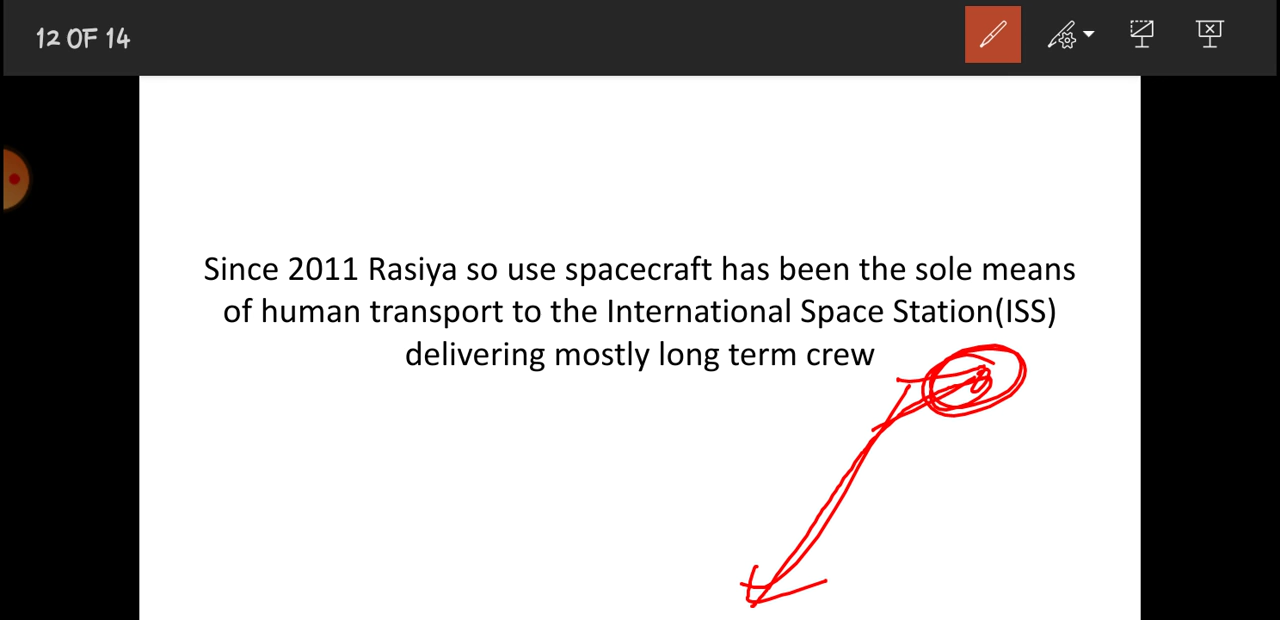 12 OF 14
Since 2011 Rasiya so use spacecraft has been the sole means
of human transport to the International Space Station(ISS)
delivering mostly long term crew